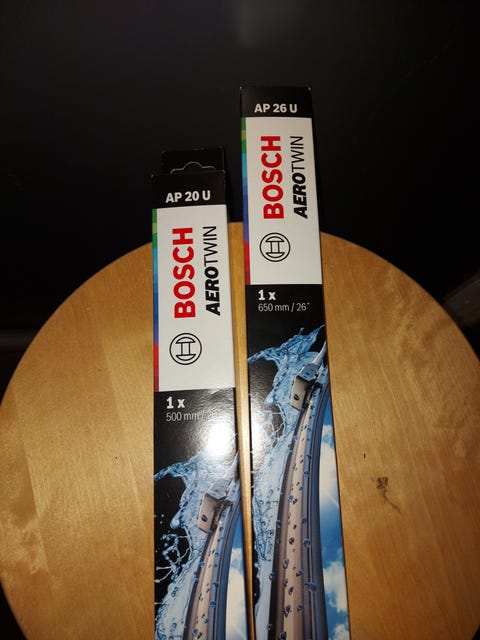 AP 20 U
BOSCH
AEROTWIN
1 x
500 mm /
AP 26 U
BOSCH
AEROTWIN
1 x
650 mm / 26"